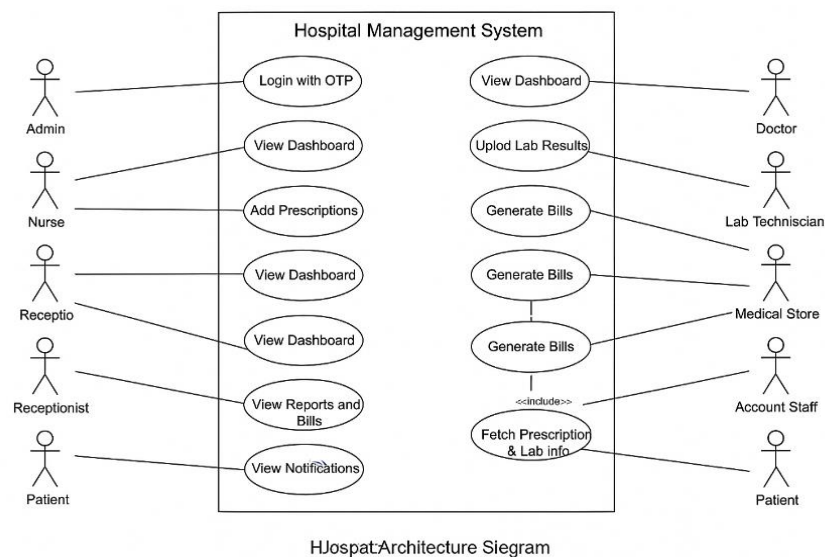 Hospital Management System
Admin
Login with OTP
View Dashboard
Doctor
Nurse
View Dashboard
Uplod Lab Results
Lab Techniscian
Add Prescriptions
Generate Bills
Receptio
View Dashboard
Generate Bills
Medical Store
View Dashboard
Generate Bills
Receptionist
View Reports and
Bills
<<include>>
Account Staff
Fetch Prescription
& Lab info
Patient
View Notifications
Patient
HJospat:Architecture Siegram